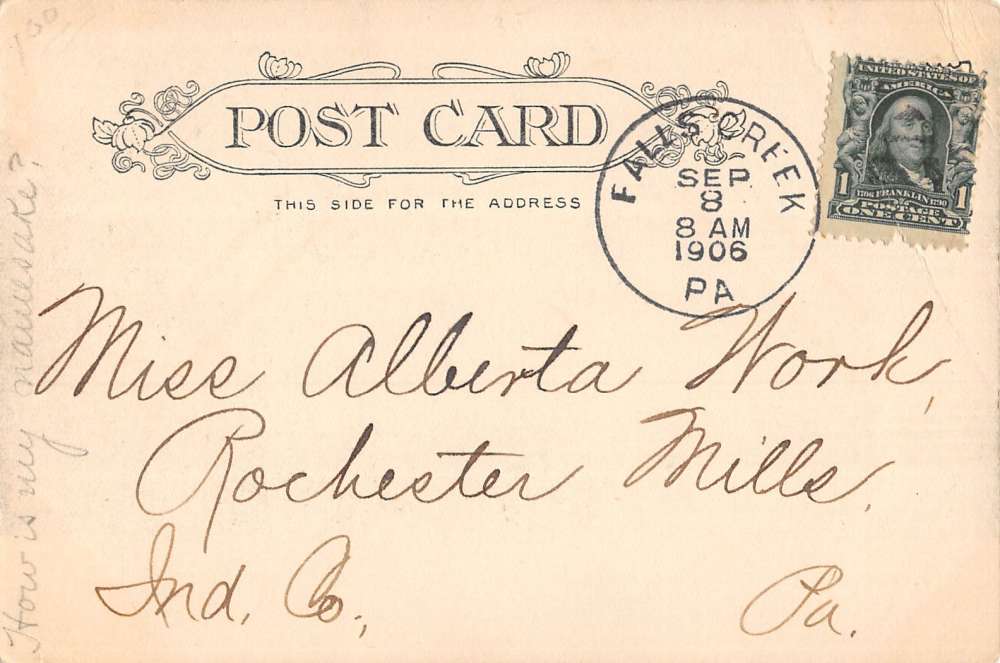 100
POST CARD
THIS SIDE FOR THE ADDRESS
FALLS CREEK
SEP
8
8 AM
1906
PA
UNITED STATES OF
AMERICA
1 1706 FRANKLIN 1790 1
POSTAGE
ONE CENT
Miss Alberta Work,
Rochester Mills,
Ind. Co., Pa.
How is my namesake?